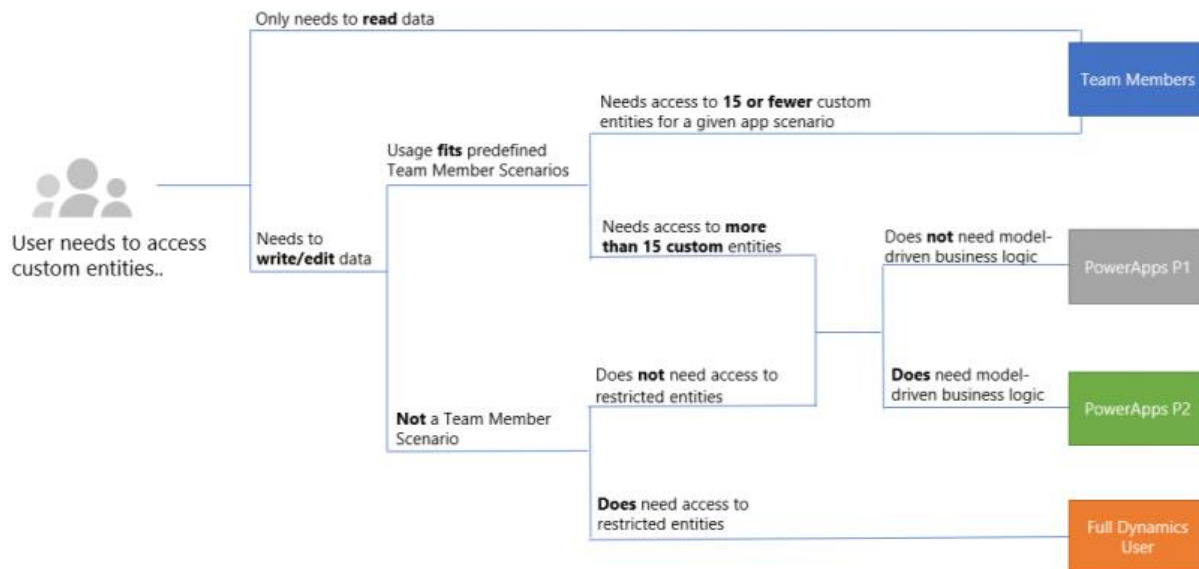 Only needs to read data
Team Members
Needs access to 15 or fewer custom
entities for a given app scenario
Usage fits predefined
Team Member Scenarios
User needs to access
custom entities..
Needs to
write/edit data
Needs access to more
than 15 custom entities
Does not need model-
driven business logic
PowerApps P1
Does not need access to
restricted entities
Does need model-
driven business logic
PowerApps P2
Not a Team Member
Scenario
Does need access to
restricted entities
Full Dynamics
User